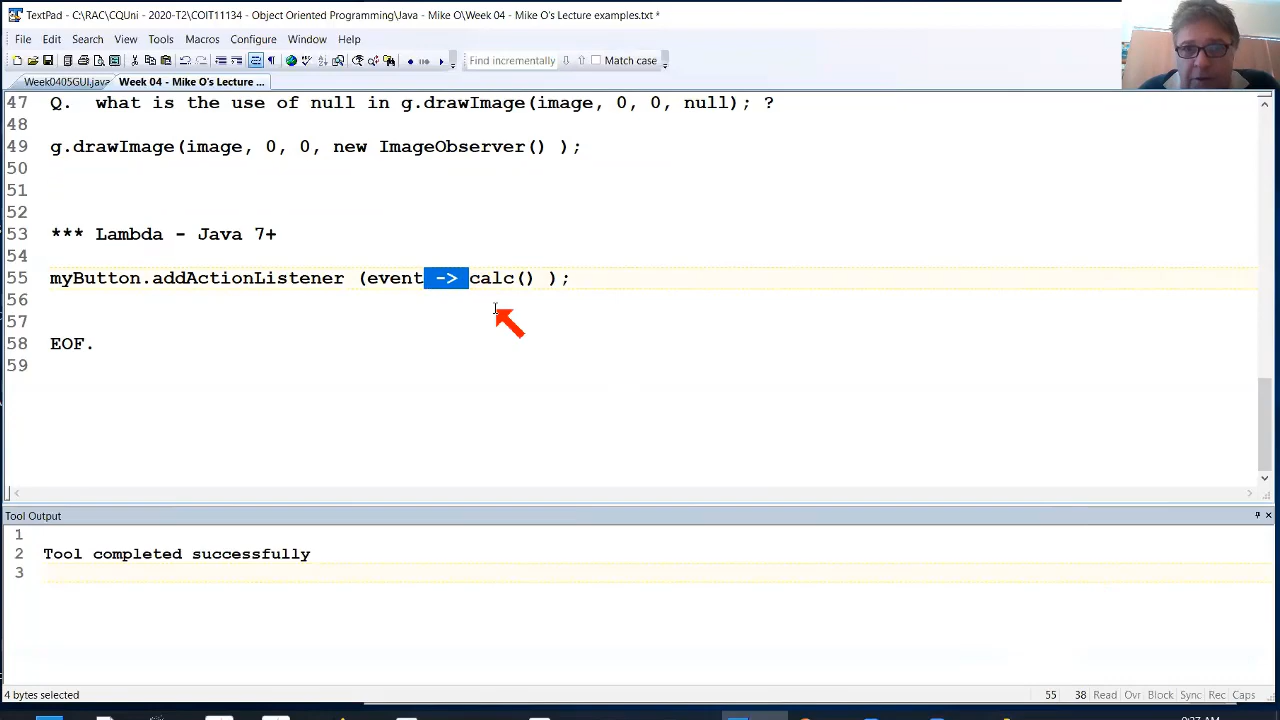 TextPad - C:\RAC\CQUni - 2020-T2\COIT11134 - Object Oriented Programming\Java - Mike O\Week 04 - Mike O's Lecture examples.txt *
File Edit Search View Tools Macros Configure Window Help
Find incrementally Match case
Week0405GUI.java Week 04 - Mike O's Lecture ...
47 Q. what is the use of null in g.drawImage(image, 0, 0, null); ?
48
49 g.drawImage(image, 0, 0, new ImageObserver() );
50
51
52
53 *** Lambda - Java 7+
54
55 myButton.addActionListener (event -> calc() );
56
57
58 EOF.
59
Tool Output
1
2 Tool completed successfully
3
4 bytes selected 55 38 Read Ovr Block Sync Rec Caps